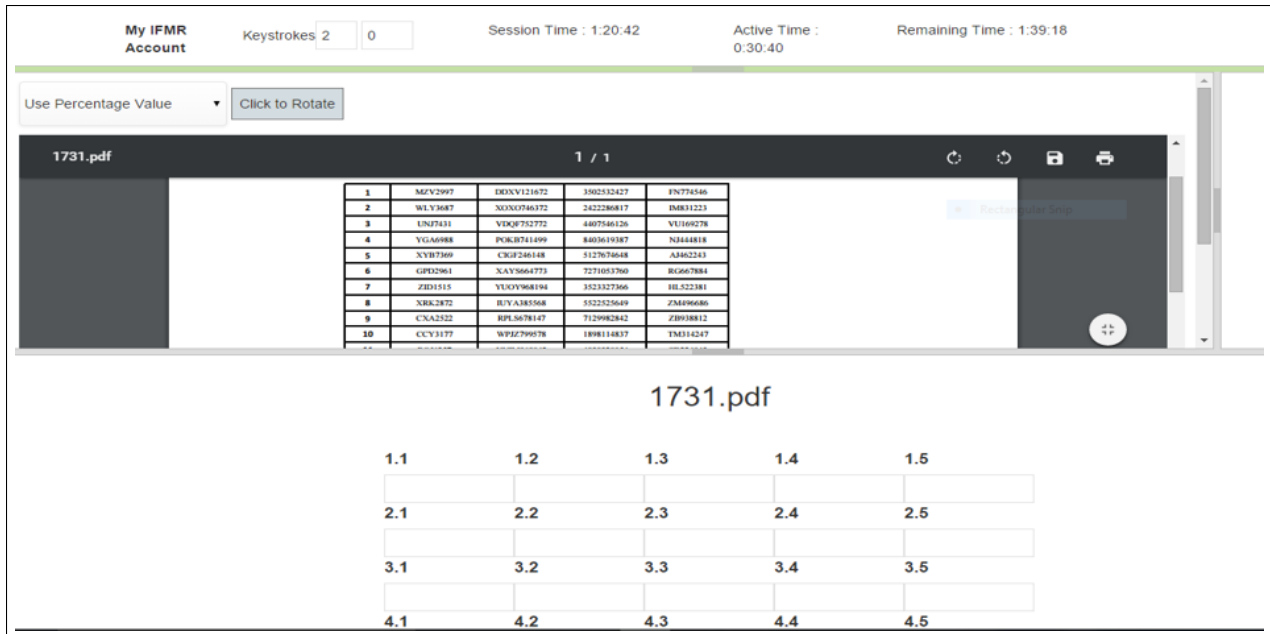 My IFMR Account
Keystrokes 2 0
Session Time : 1:20:42
Active Time : 0:30:40
Remaining Time : 1:39:18
Use Percentage Value
Click to Rotate
1731.pdf
1 / 1
Rectangular Snip
1 MZV2997 DDXV121672 3502532427 FN774546
2 WLY3687 XOXO746372 2422286817 IM831223
3 UNJ7431 VDQF752772 4407546126 VU169278
4 YGA6988 POKB741499 8403619387 NJ444818
5 XYB7369 CIGF246148 5127674648 AJ462243
6 GPD2961 XAYS664773 7271053760 RG667884
7 ZID1515 YUOY968194 3523327366 HL522381
8 XRK2872 IUYA385568 5522525649 ZM496686
9 CXA2522 RPLS678147 7129982842 ZB938812
10 CCY3177 WPJZ799578 1898114837 TM314247
1731.pdf
1.1 1.2 1.3 1.4 1.5
2.1 2.2 2.3 2.4 2.5
3.1 3.2 3.3 3.4 3.5
4.1 4.2 4.3 4.4 4.5